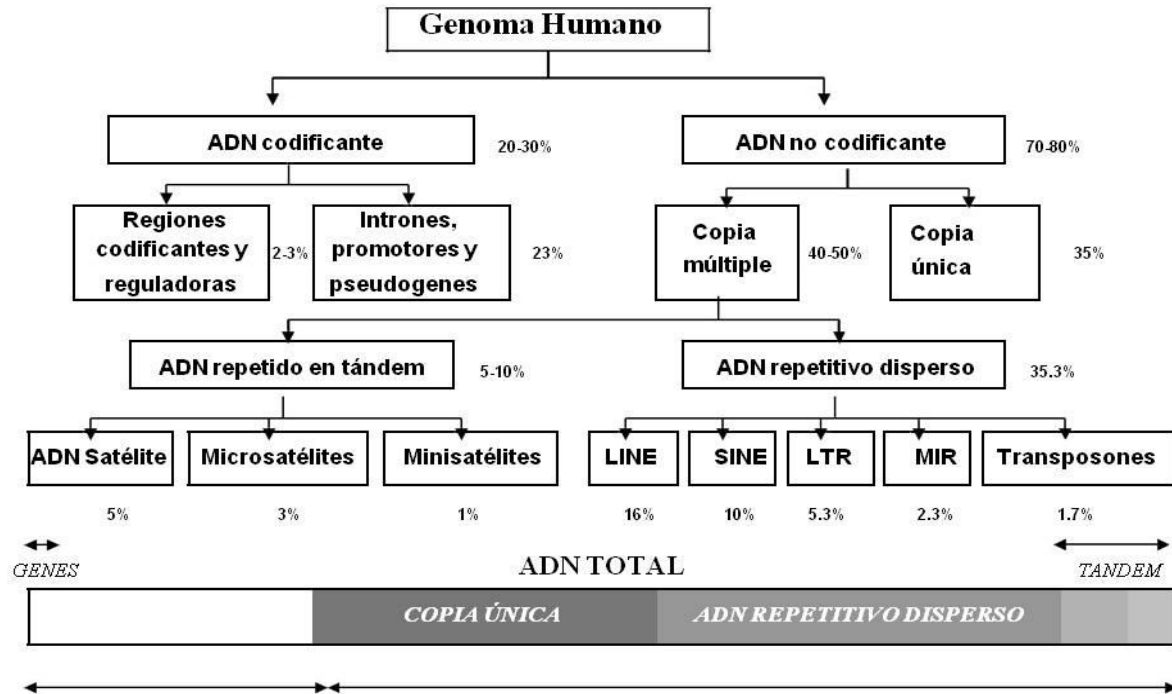 Genoma Humano
ADN codificante
20-30%
ADN no codificante
70-80%
Regiones
codificantes y
reguladoras
2-3%
Intrones,
promotores y
pseudogenes
23%
Copia
múltiple
40-50%
Copia
única
35%
ADN repetido en tándem
5-10%
ADN repetitivo disperso
35.3%
ADN Satélite
Microsatélites
Minisatélites
LINE
SINE
LTR
MIR
Transposones
5%
3%
1%
16%
10%
5.3%
2.3%
1.7%
GENES
ADN TOTAL
TANDEM
COPIA ÚNICA
ADN REPETITIVO DISPERSO